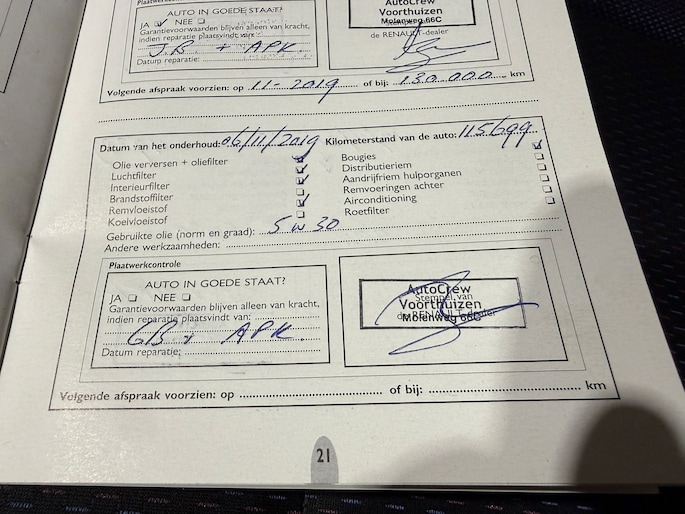 Plaatwerkcontrole
AUTO IN GOEDE STAAT?
JA NEE
Garantievoorwaarden blijven alleen van kracht,
indien reparatie plaatsvindt van:
J.B. + APK.
Datum reparatie:
AutoCrew
Voorthuizen
Molenweg 66C
de RENAULT-dealer
Volgende afspraak voorzien: op 11-2019 of bij: 130.000 km
Datum van het onderhoud: 06/11/2019 Kilometerstand van de auto: 115699
Olie verversen + oliefilter
Luchtfilter
Interieurfilter
Brandstoffilter
Remvloeistof
Koelvloeistof
Bougies
Distributieriem
Aandrijfriem hulporganen
Remvoeringen achter
Airconditioning
Roetfilter
Gebruikte olie (norm en graad): 5W30
Andere werkzaamheden:
Plaatwerkcontrole
AUTO IN GOEDE STAAT?
JA NEE
Garantievoorwaarden blijven alleen van kracht,
indien reparatie plaatsvindt van:
GB + APK.
Datum reparatie:
AutoCrew
Stempel van
Voorthuizen
de RENAULT-dealer
Molenweg 66C
Volgende afspraak voorzien: op of bij: km
21